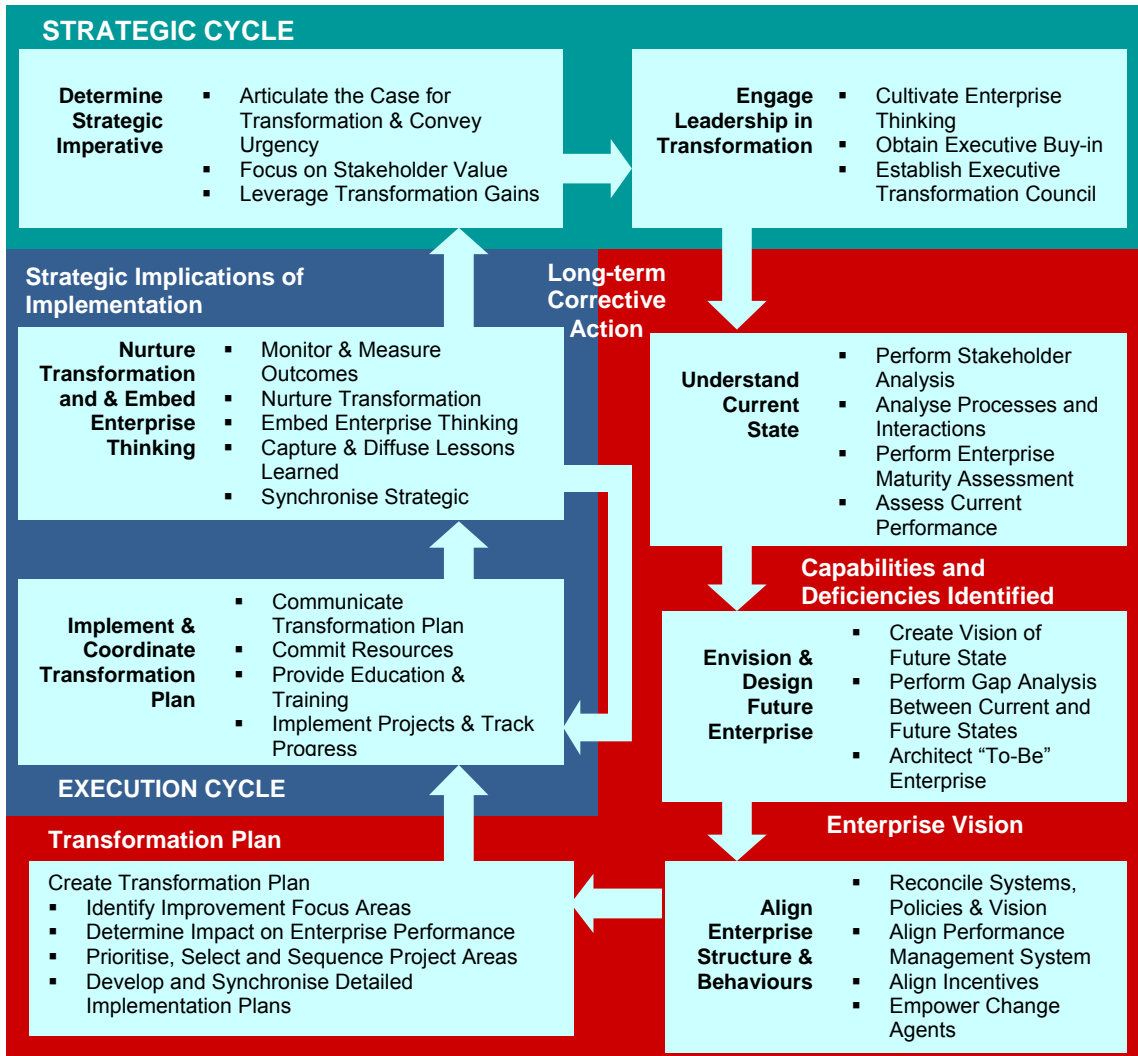 STRATEGIC CYCLE
Determine
Strategic
Imperative
▪ Articulate the Case for
Transformation & Convey
Urgency
▪ Focus on Stakeholder Value
▪ Leverage Transformation Gains
Engage
Leadership in
Transformation
▪ Cultivate Enterprise
Thinking
▪ Obtain Executive Buy-in
▪ Establish Executive
Transformation Council
Long-term
Corrective
Action
Understand
Current
State
▪ Perform Stakeholder
Analysis
▪ Analyse Processes and
Interactions
▪ Perform Enterprise
Maturity Assessment
▪ Assess Current
Performance
Capabilities and
Deficiencies Identified
Envision &
Design
Future
Enterprise
▪ Create Vision of
Future State
▪ Perform Gap Analysis
Between Current and
Future States
▪ Architect “To-Be”
Enterprise
Enterprise Vision
Align
Enterprise
Structure &
Behaviours
▪ Reconcile Systems,
Policies & Vision
▪ Align Performance
Management System
▪ Align Incentives
▪ Empower Change
Agents
Transformation Plan
Create Transformation Plan
▪ Identify Improvement Focus Areas
▪ Determine Impact on Enterprise Performance
▪ Prioritise, Select and Sequence Project Areas
▪ Develop and Synchronise Detailed
Implementation Plans
EXECUTION CYCLE
Implement &
Coordinate
Transformation
Plan
▪ Communicate
Transformation Plan
▪ Commit Resources
▪ Provide Education &
Training
▪ Implement Projects & Track
Progress
Strategic Implications of
Implementation
Nurture
Transformation
and & Embed
Enterprise
Thinking
▪ Monitor & Measure
Outcomes
▪ Nurture Transformation
▪ Embed Enterprise Thinking
▪ Capture & Diffuse Lessons
Learned
▪ Synchronise Strategic